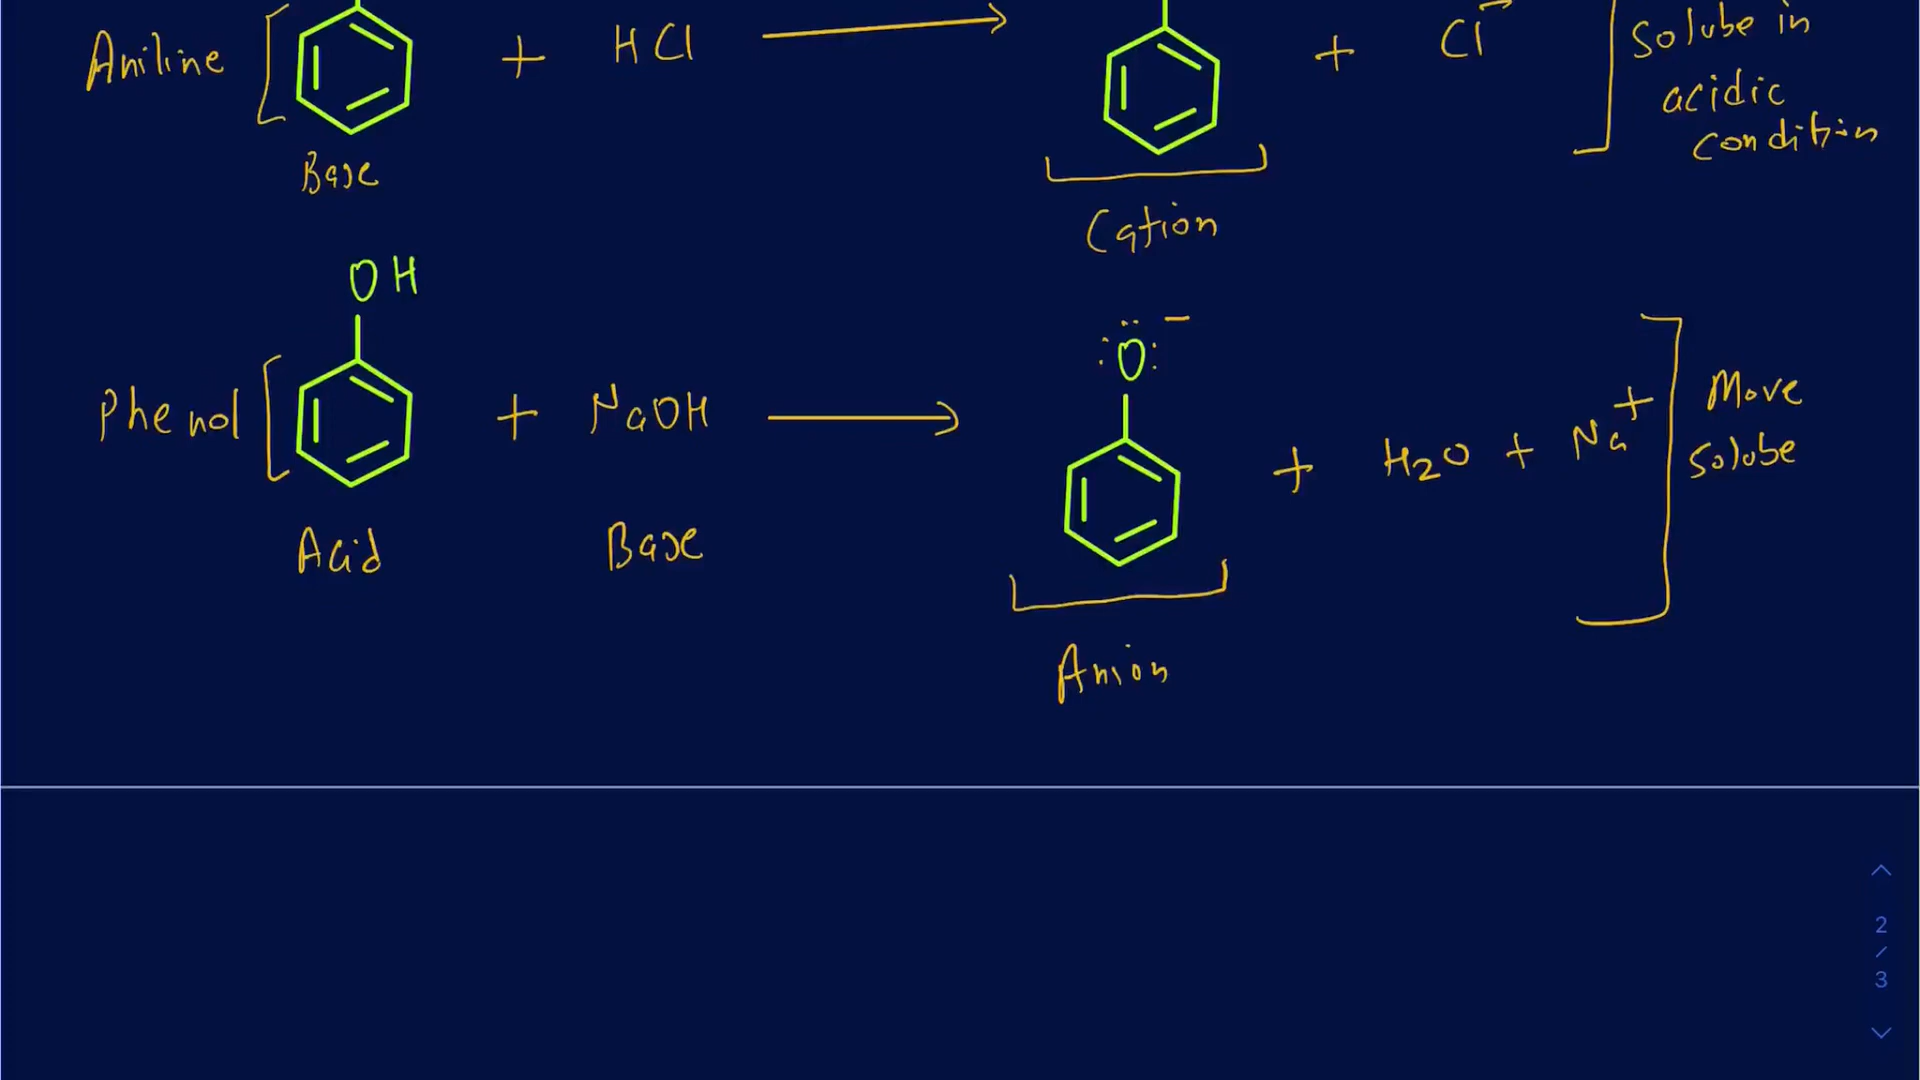 Aniline [ + HCl → + Cl⁻ ] Solube in
acidic
condition
Base
Cation
OH
:Ö:⁻
Phenol [ + NaOH → + H2O + Na⁺ ] More
solube
Acid Base
Anion
2
/
3